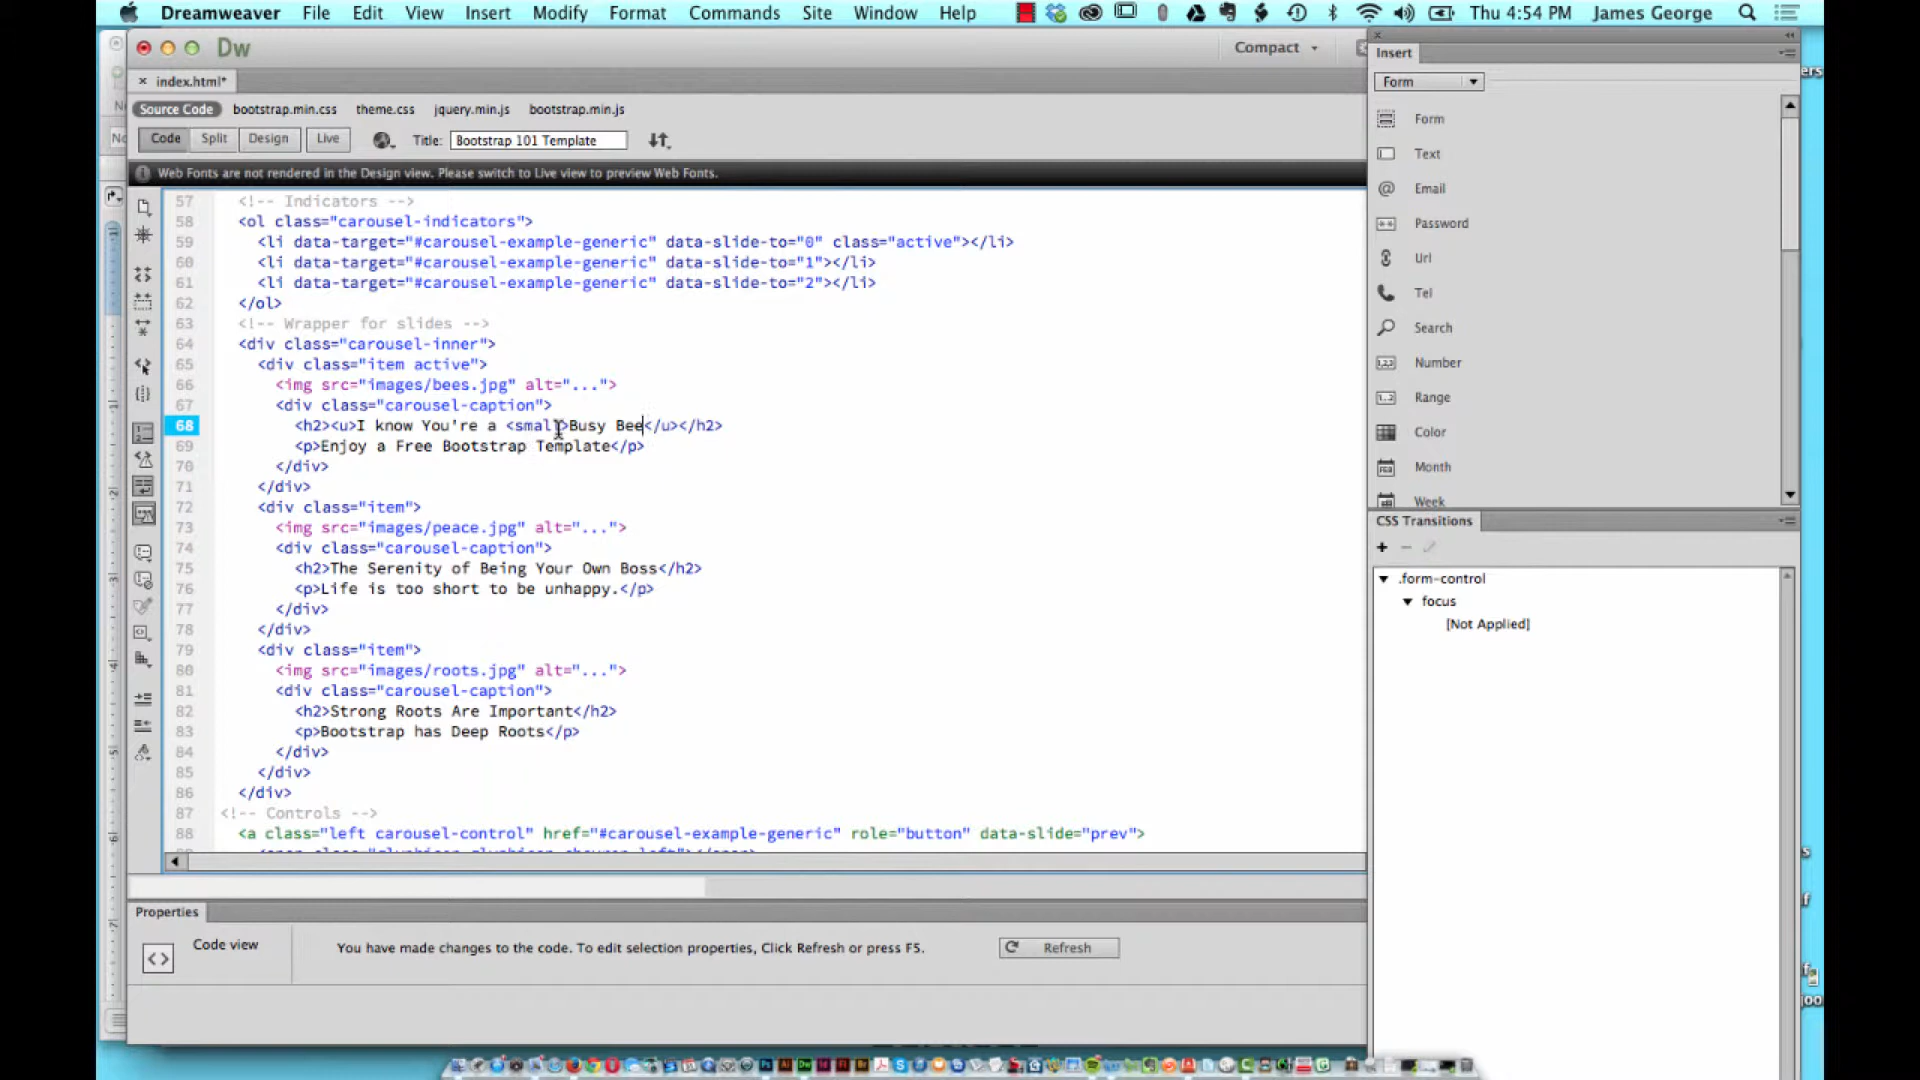 Dreamweaver File Edit View Insert Modify Format Commands Site Window Help Thu 4:54 PM James George
Dw
Compact
index.html*
Source Code bootstrap.min.css theme.css jquery.min.js bootstrap.min.js
Code Split Design Live Title: Bootstrap 101 Template
Web Fonts are not rendered in the Design view. Please switch to Live view to preview Web Fonts.
57 <!-- Indicators -->
58 <ol class="carousel-indicators">
59 <li data-target="#carousel-example-generic" data-slide-to="0" class="active"></li>
60 <li data-target="#carousel-example-generic" data-slide-to="1"></li>
61 <li data-target="#carousel-example-generic" data-slide-to="2"></li>
62 </ol>
63 <!-- Wrapper for slides -->
64 <div class="carousel-inner">
65 <div class="item active">
66 <img src="images/bees.jpg" alt="...">
67 <div class="carousel-caption">
68 <h2><u>I know You're a <small>Busy Bee</u></h2>
69 <p>Enjoy a Free Bootstrap Template</p>
70 </div>
71 </div>
72 <div class="item">
73 <img src="images/peace.jpg" alt="...">
74 <div class="carousel-caption">
75 <h2>The Serenity of Being Your Own Boss</h2>
76 <p>Life is too short to be unhappy.</p>
77 </div>
78 </div>
79 <div class="item">
80 <img src="images/roots.jpg" alt="...">
81 <div class="carousel-caption">
82 <h2>Strong Roots Are Important</h2>
83 <p>Bootstrap has Deep Roots</p>
84 </div>
85 </div>
86 </div>
87 <!-- Controls -->
88 <a class="left carousel-control" href="#carousel-example-generic" role="button" data-slide="prev">
Properties
Code view
You have made changes to the code. To edit selection properties, Click Refresh or press F5.
Refresh
Insert
Form
Form
Text
Email
Password
Url
Tel
Search
Number
Range
Color
Month
Week
CSS Transitions
.form-control
focus
[Not Applied]